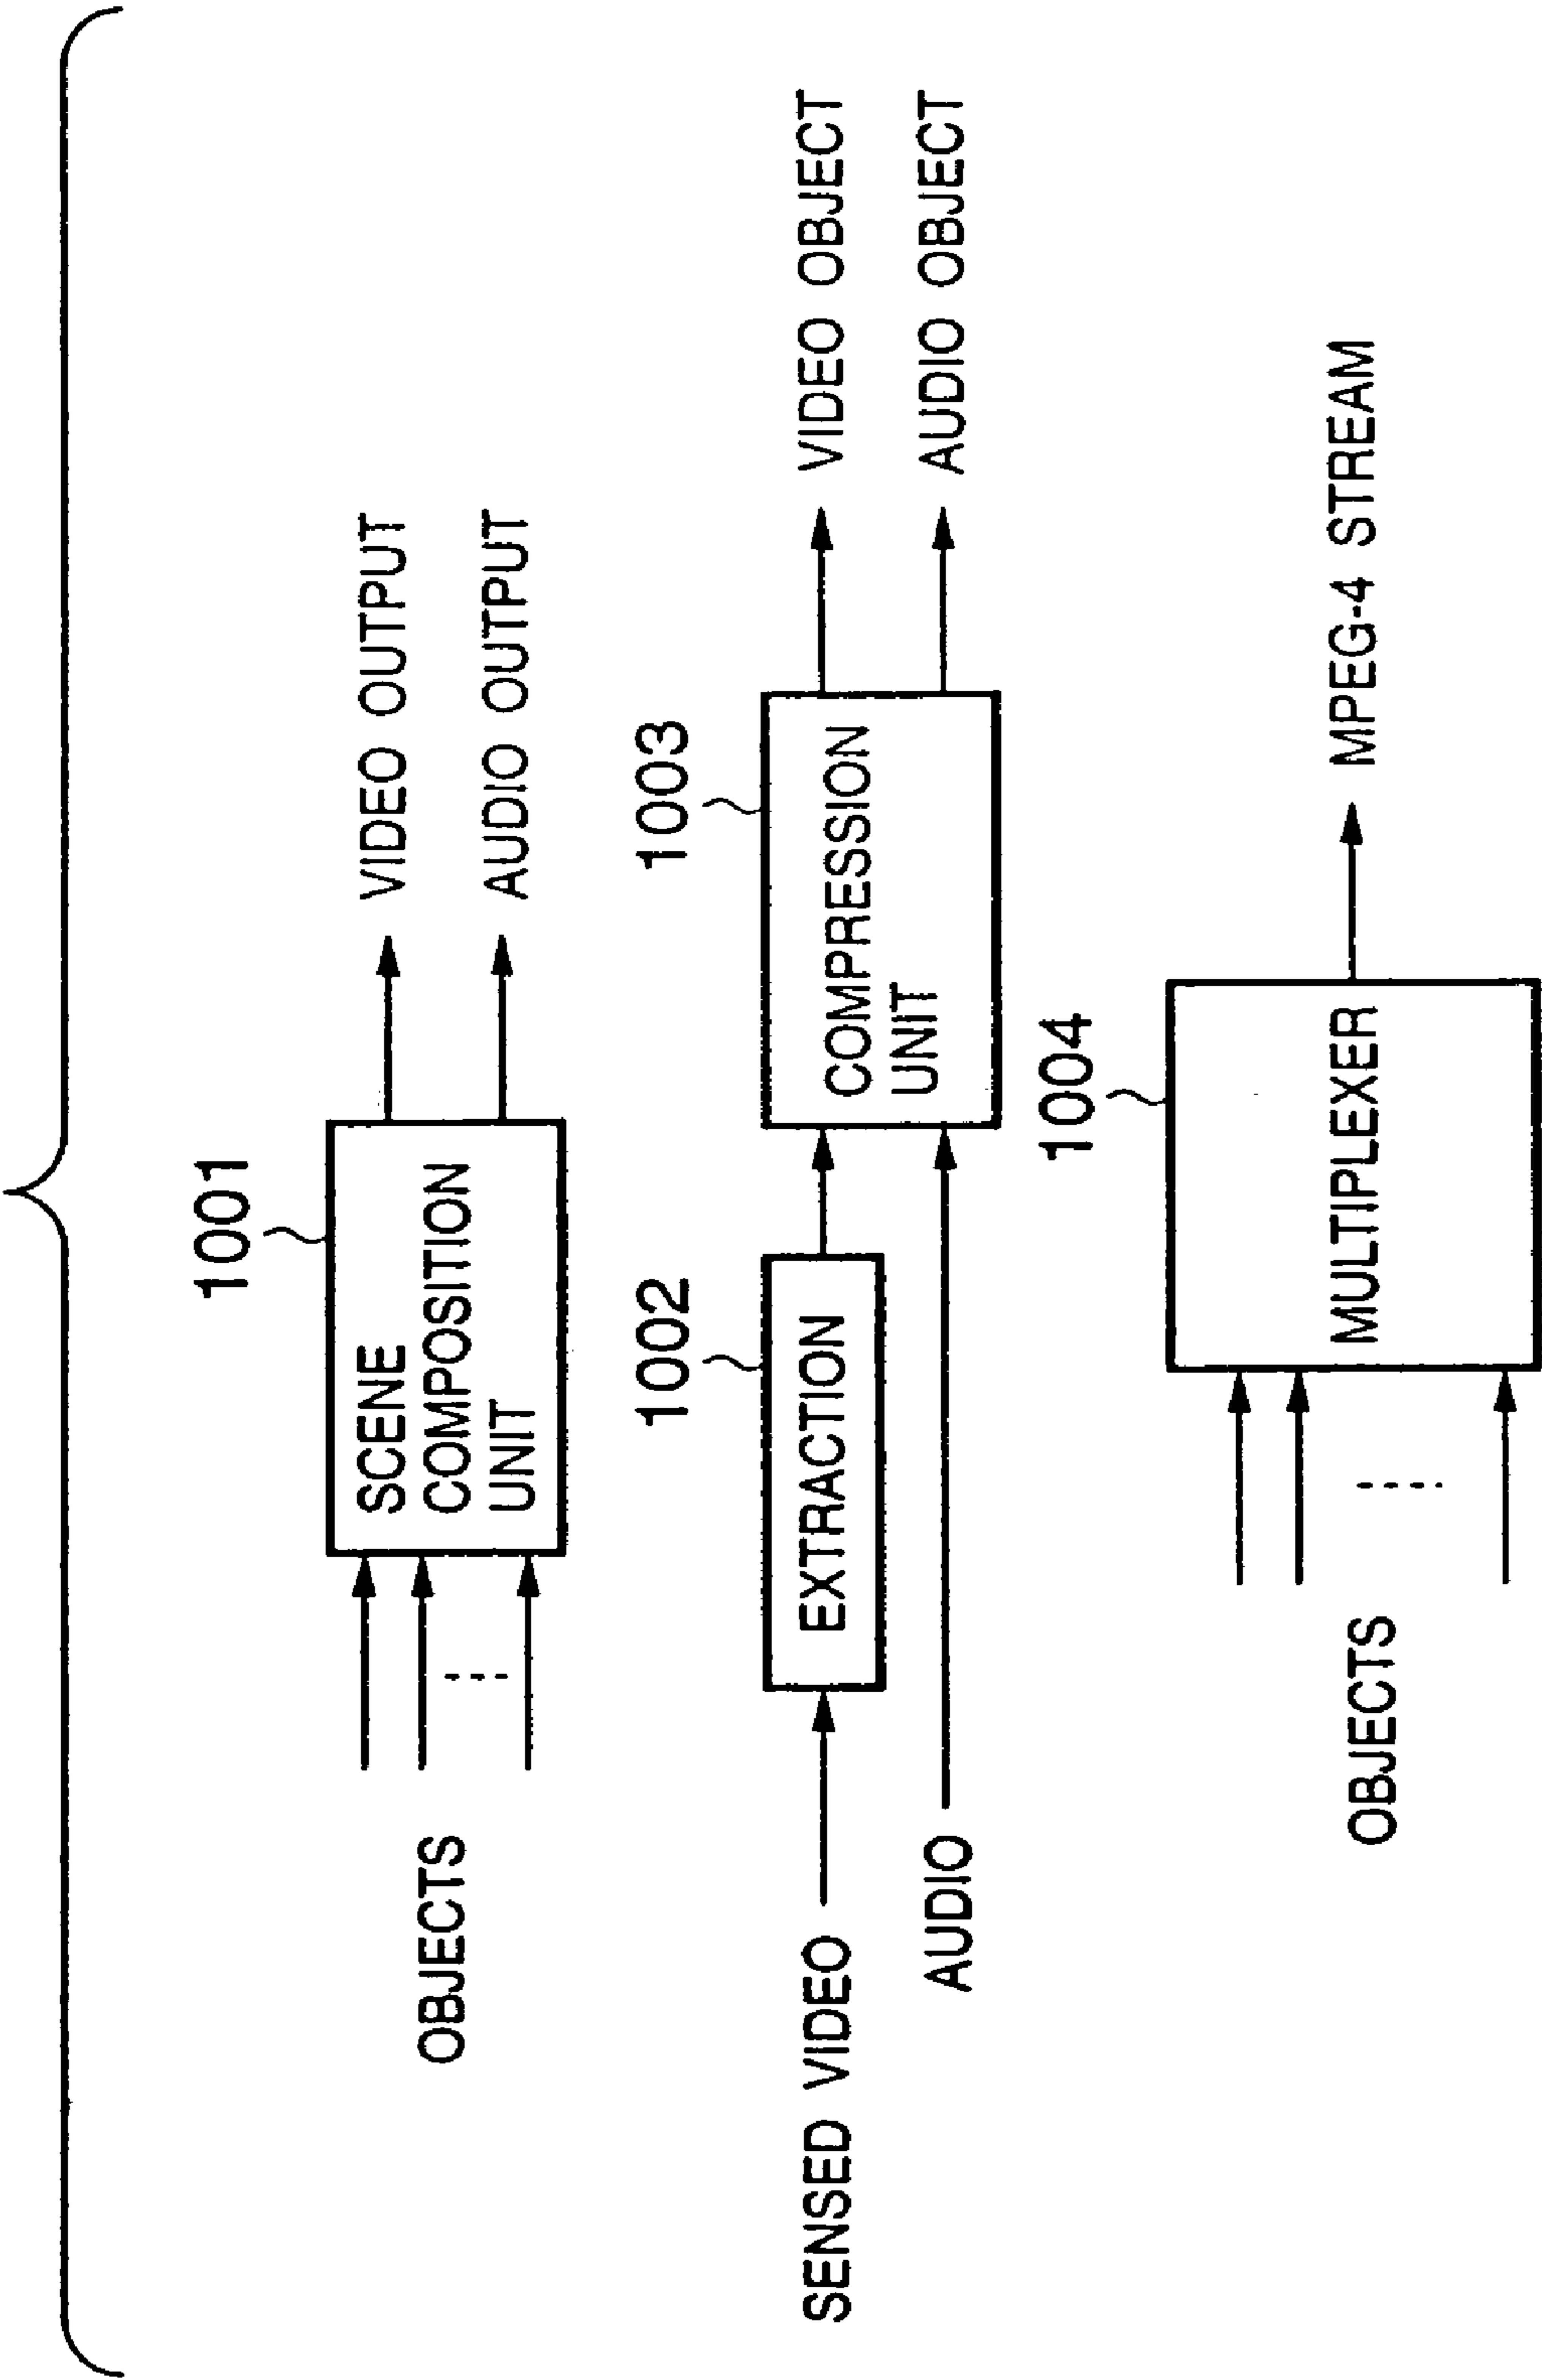 1001
OBJECTS
SCENE
COMPOSITION
UNIT
VIDEO OUTPUT
AUDIO OUTPUT
1002
1003
SENSED VIDEO
EXTRACTION
COMPRESSION
UNIT
VIDEO OBJECT
AUDIO
AUDIO OBJECT
1004
OBJECTS
MULTIPLEXER
MPEG-4 STREAM